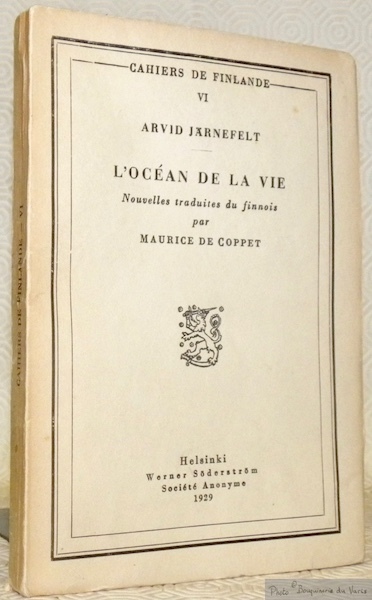 CAHIERS DE FINLANDE
VI
ARVID JÄRNEFELT
L'OCÉAN DE LA VIE
Nouvelles traduites du finnois
par
MAURICE DE COPPET
Helsinki
Werner Söderström
Société Anonyme
1929
CAHIERS DE FINLANDE — VI
Photo © Bouquinerie du Varis